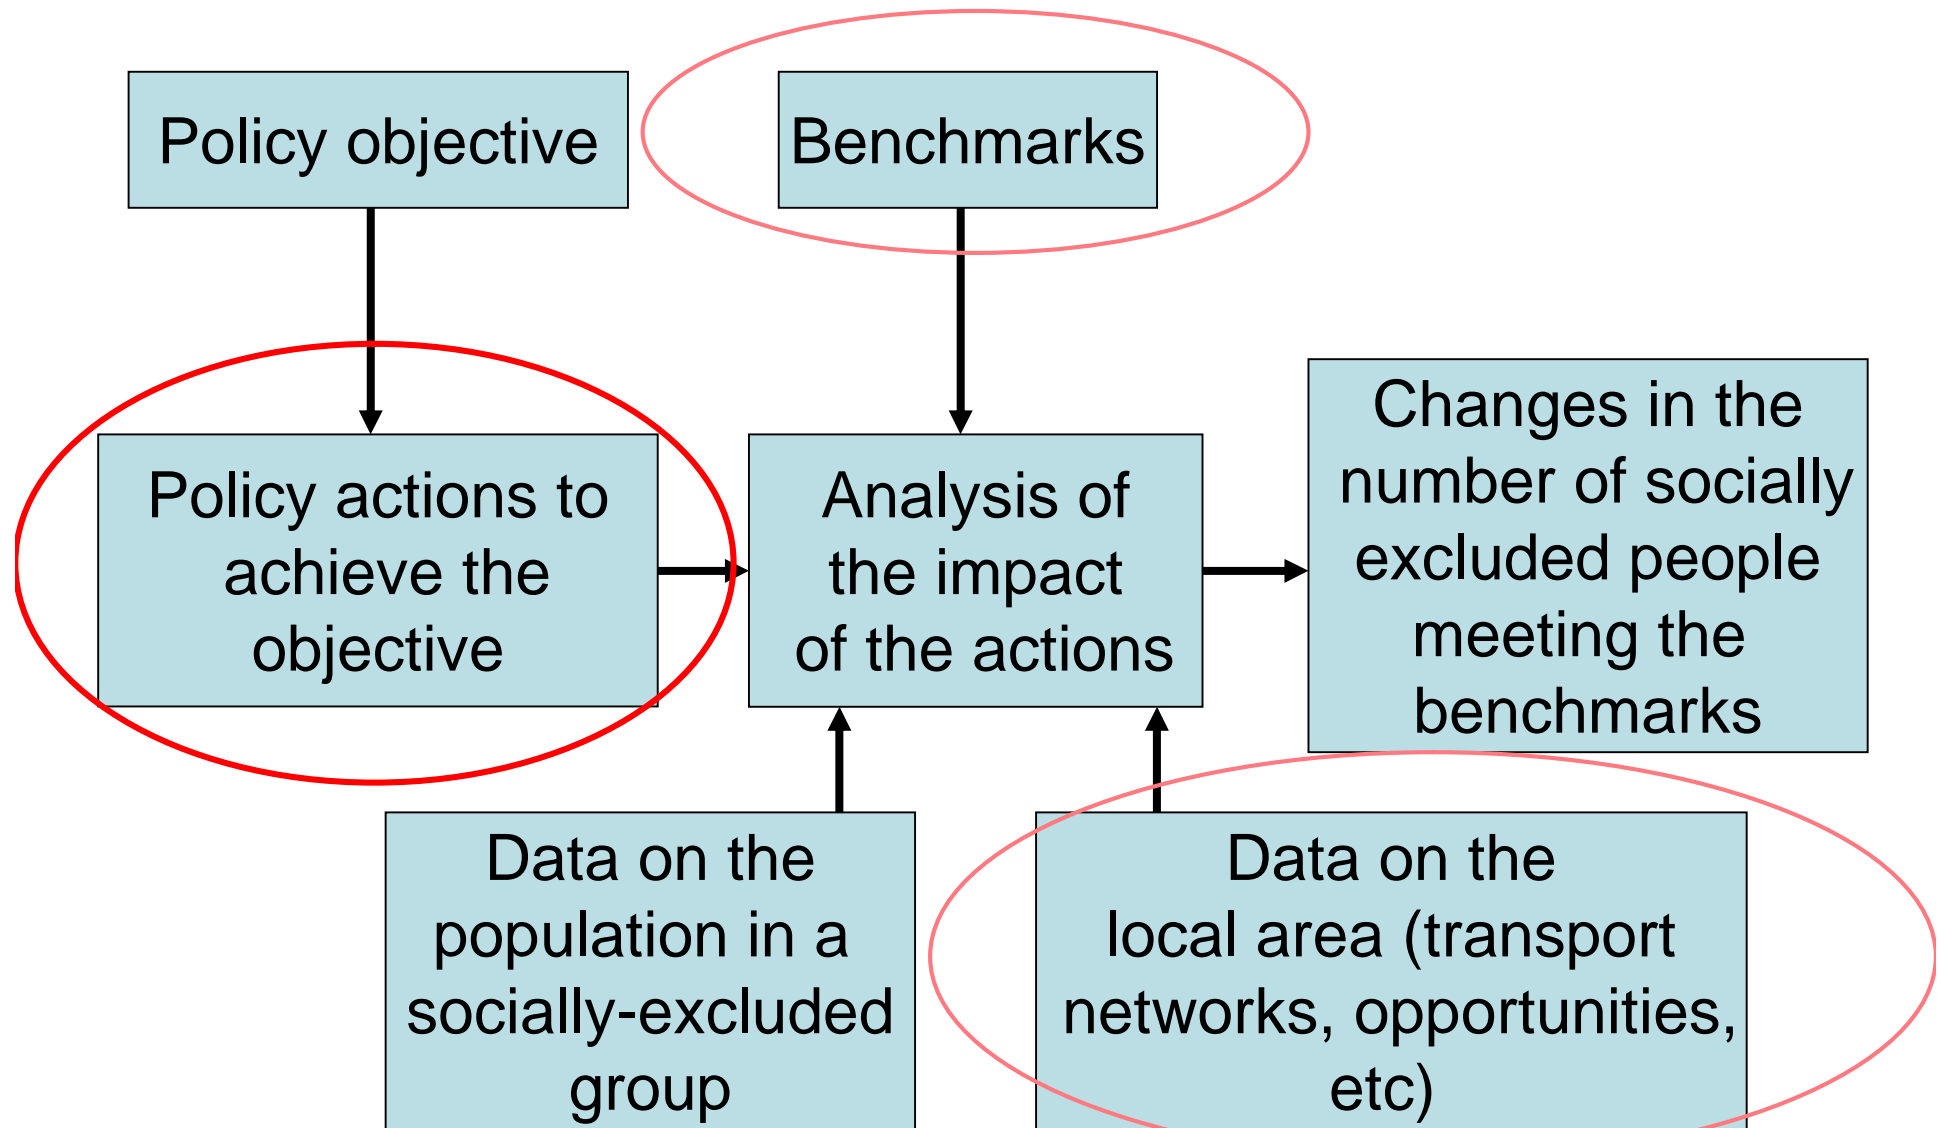 Policy objective
Benchmarks
Policy actions to
achieve the
objective
Analysis of
the impact
of the actions
Changes in the
number of socially
excluded people
meeting the
benchmarks
Data on the
population in a
socially-excluded
group
Data on the
local area (transport
networks, opportunities,
etc)